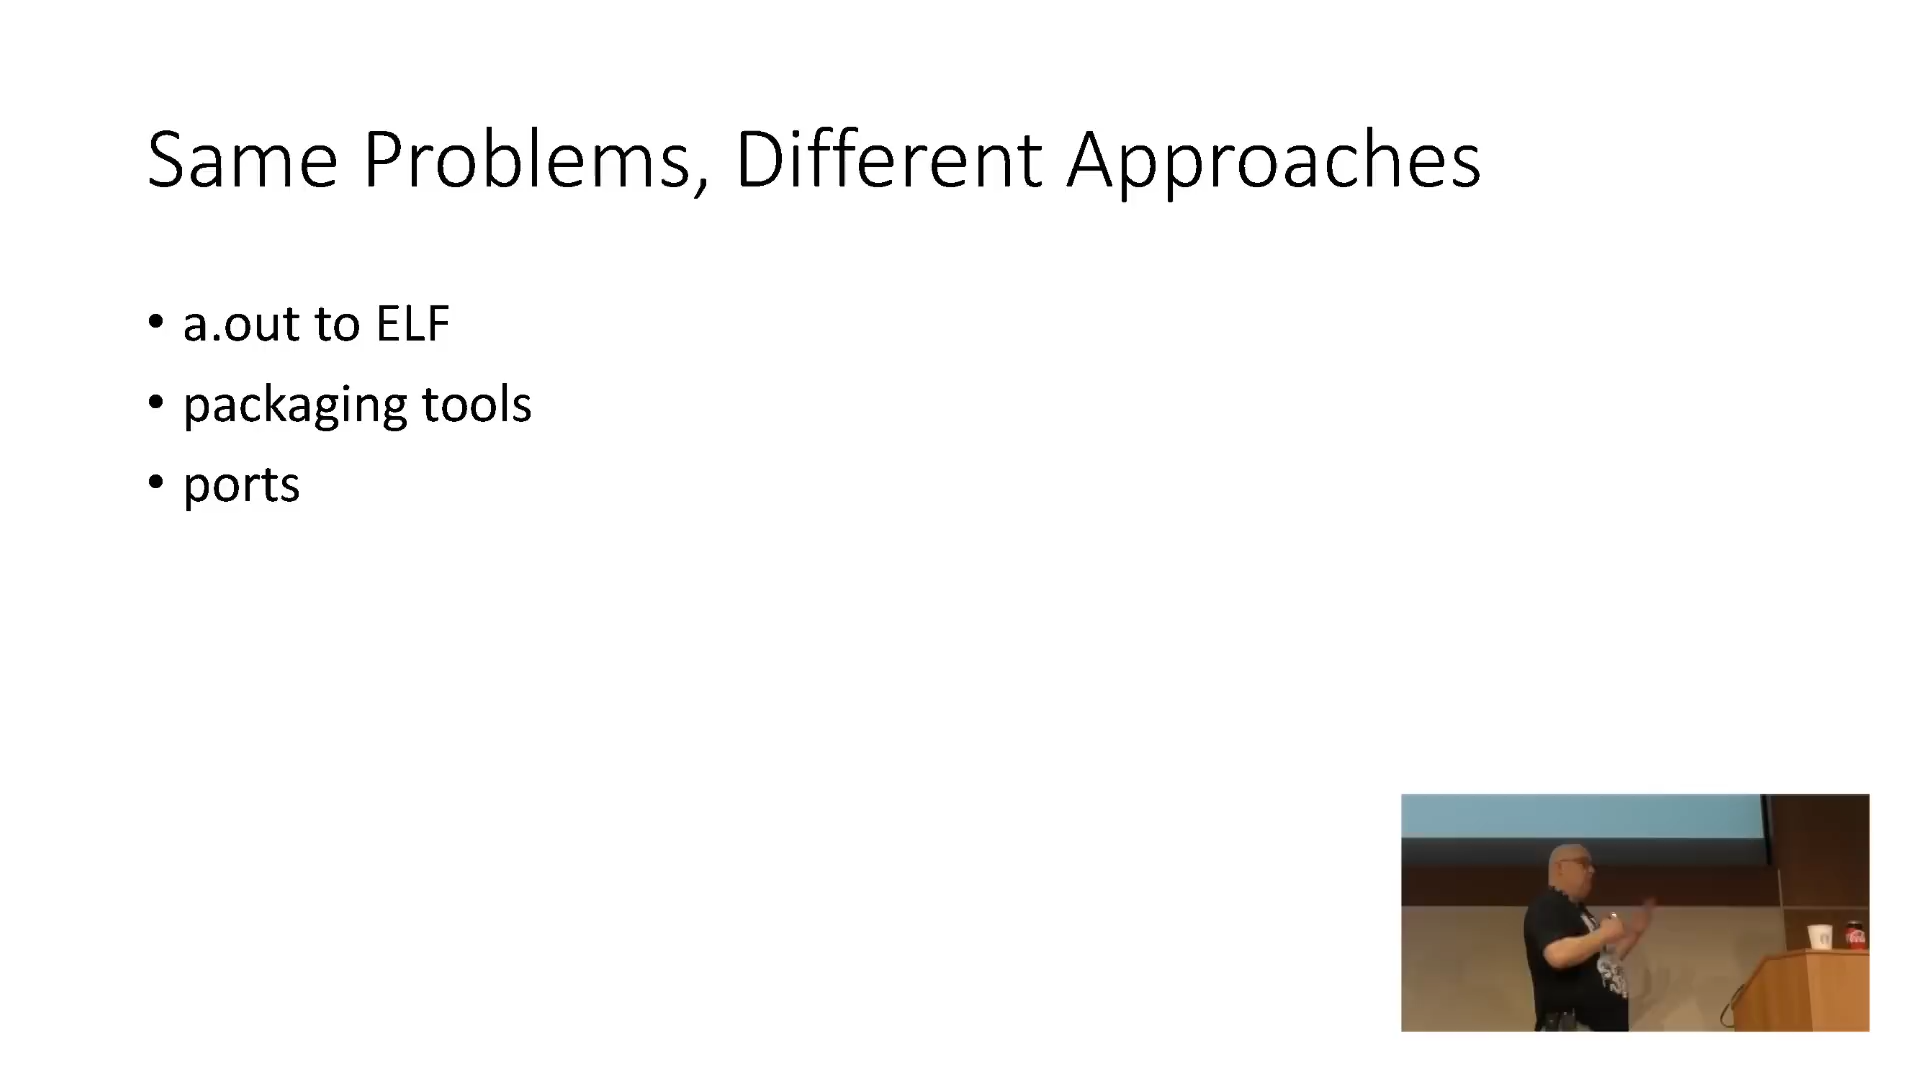 Same Problems, Different Approaches
• a.out to ELF
• packaging tools
• ports